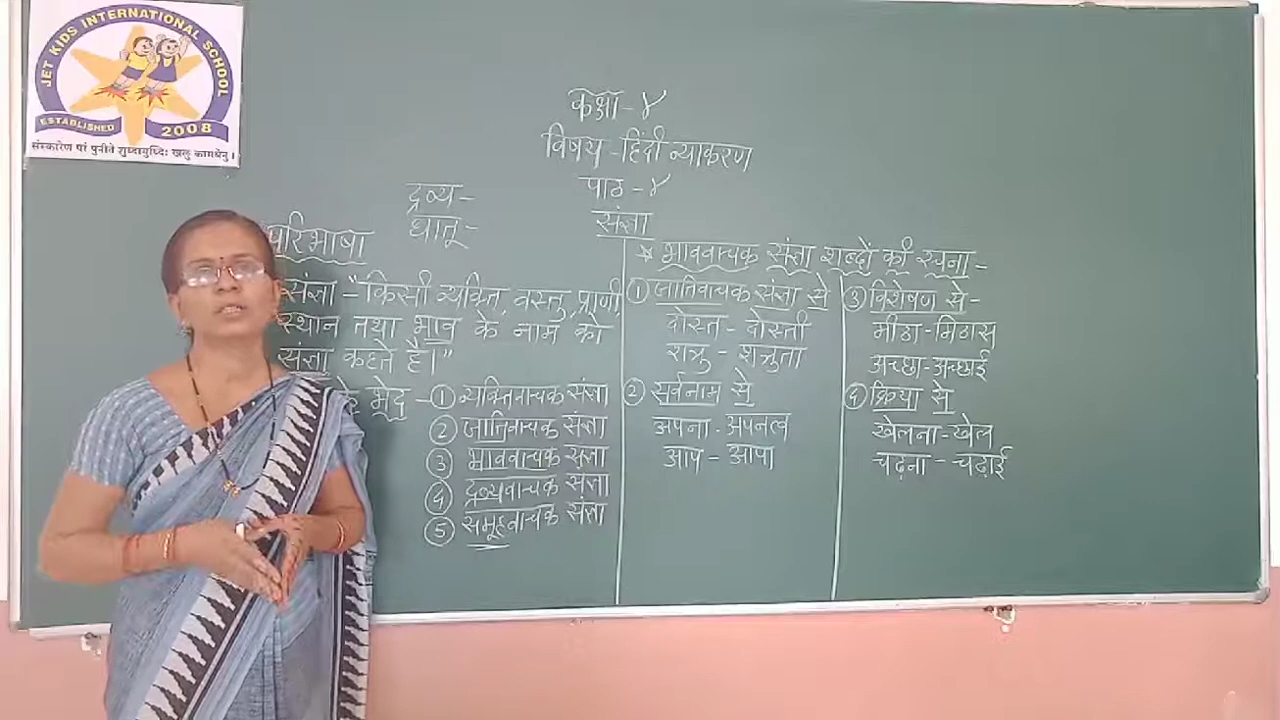 JET KIDS INTERNATIONAL SCHOOL
ESTABLISHED 2008
कक्षा - ४
विषय - हिंदी व्याकरण
पाठ - ४
संज्ञा
द्रव्य -
धातू -
परिभाषा
संज्ञा - "किसी व्यक्ति, वस्तु, प्राणी,
स्थान तथा भाव के नाम को
संज्ञा कहते है।"
के भेद - ① व्यक्तिवाचक संज्ञा
② जातिवाचक संज्ञा
③ भाववाचक संज्ञा
④ द्रव्यवाचक संज्ञा
⑤ समूहवाचक संज्ञा
* भाववाचक संज्ञा शब्दों की रचना -
① जातिवाचक संज्ञा से
दोस्त - दोस्ती
शत्रु - शत्रुता
② सर्वनाम से
अपना - अपनत्व
आप - आपा
③ विशेषण से -
मीठा - मिठास
अच्छा - अच्छाई
④ क्रिया से
खेलना - खेल
चढ़ना - चढ़ाई